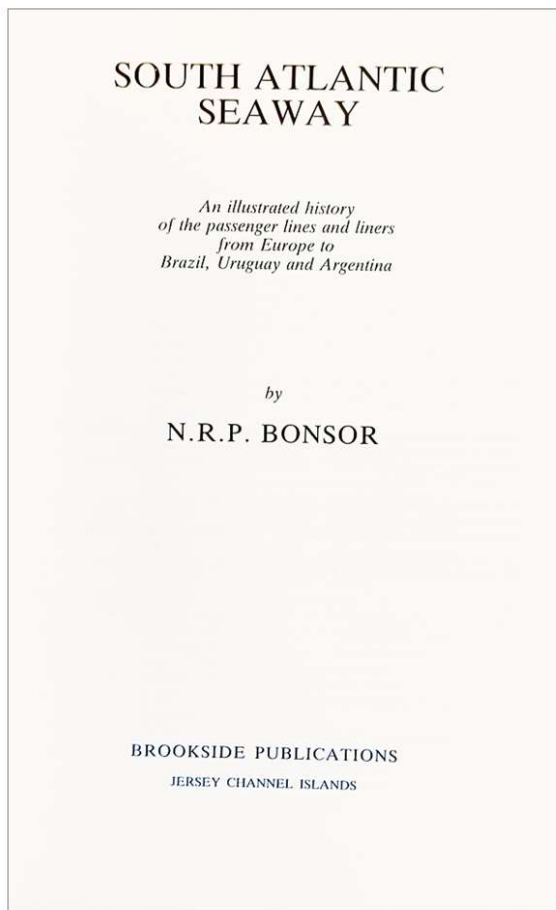 SOUTH ATLANTIC
SEAWAY
An illustrated history
of the passenger lines and liners
from Europe to
Brazil, Uruguay and Argentina
by
N.R.P. BONSOR
BROOKSIDE PUBLICATIONS
JERSEY CHANNEL ISLANDS